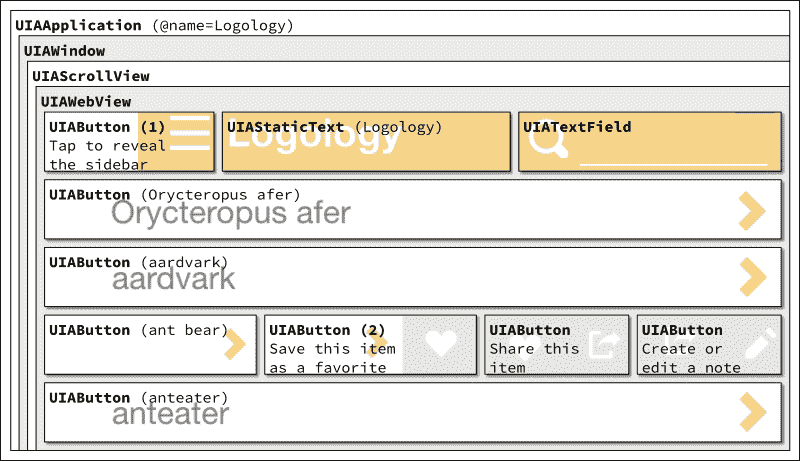 UIAApplication (@name=Logology)
UIAWindow
UIAScrollView
UIAWebView
UIAButton (1)
Tap to reveal
the sidebar
UIAStaticText (Logology)
Logology
UIATextField
UIAButton (Orycteropus afer)
Orycteropus afer
UIAButton (aardvark)
aardvark
UIAButton (ant bear)
UIAButton (2)
Save this item
as a favorite
UIAButton
Share this
item
UIAButton
Create or
edit a note
UIAButton (anteater)
anteater